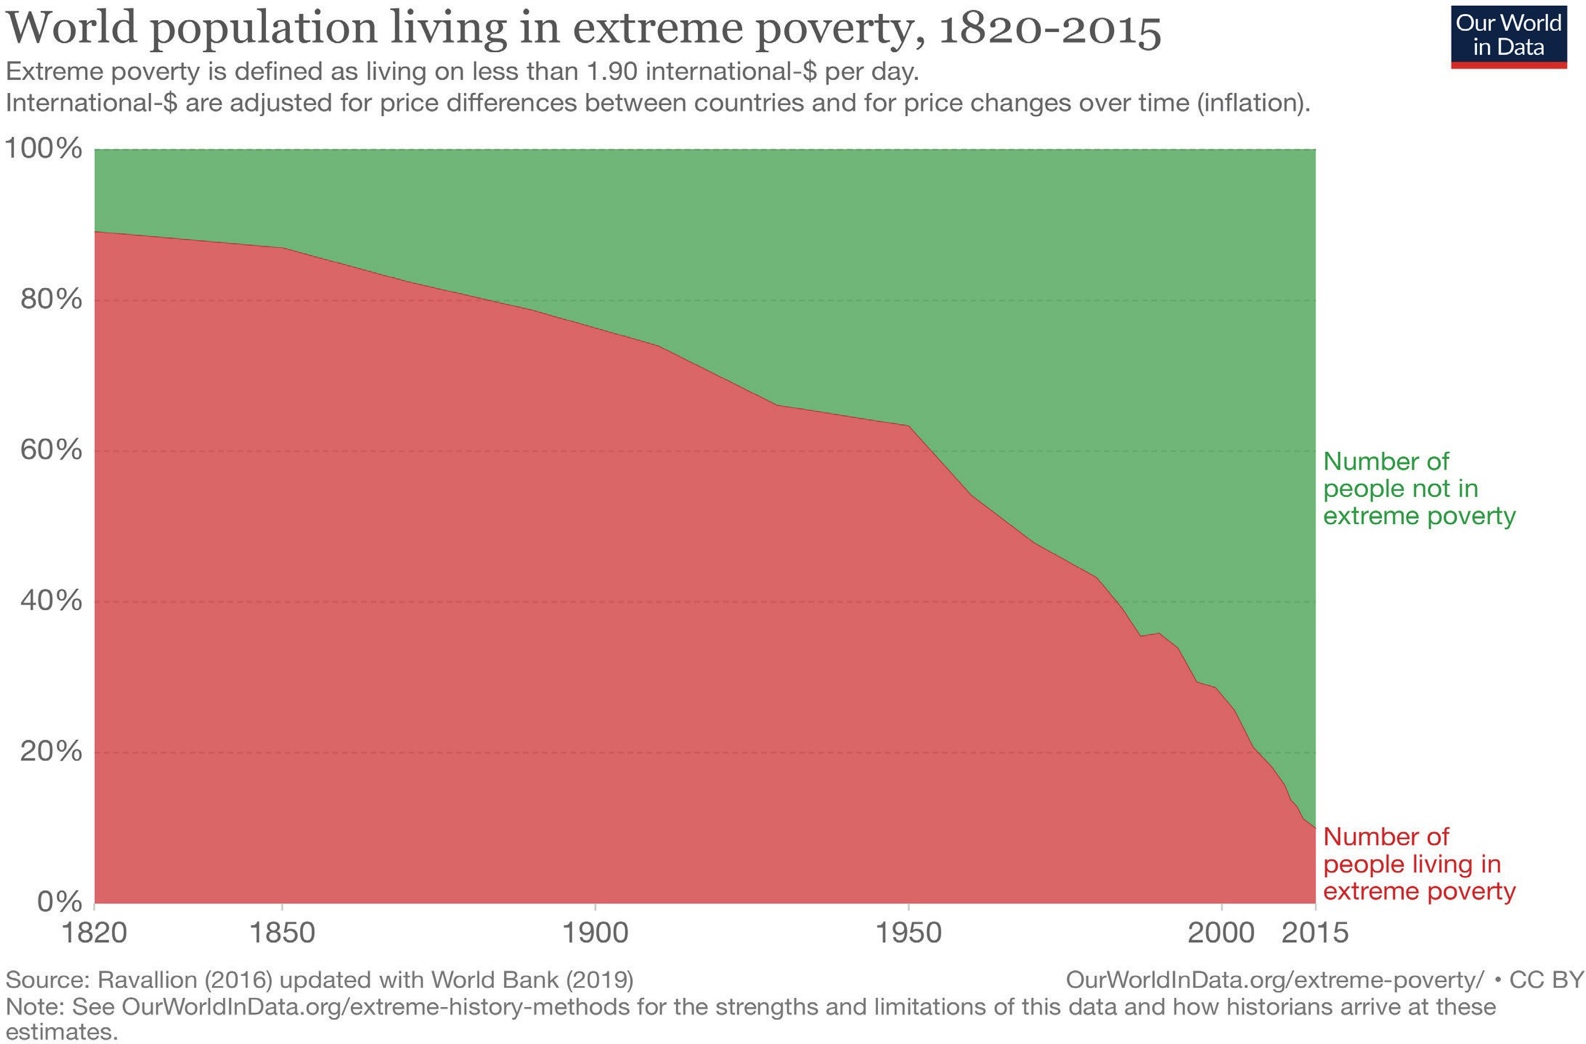 World population living in extreme poverty, 1820-2015
Our World
in Data
Extreme poverty is defined as living on less than 1.90 international-$ per day.
International-$ are adjusted for price differences between countries and for price changes over time (inflation).
100%
80%
60%
40%
20%
0%
Number of
people not in
extreme poverty
Number of
people living in
extreme poverty
1820 1850 1900 1950 2000 2015
Source: Ravallion (2016) updated with World Bank (2019)
OurWorldInData.org/extreme-poverty/ • CC BY
Note: See OurWorldInData.org/extreme-history-methods for the strengths and limitations of this data and how historians arrive at these
estimates.